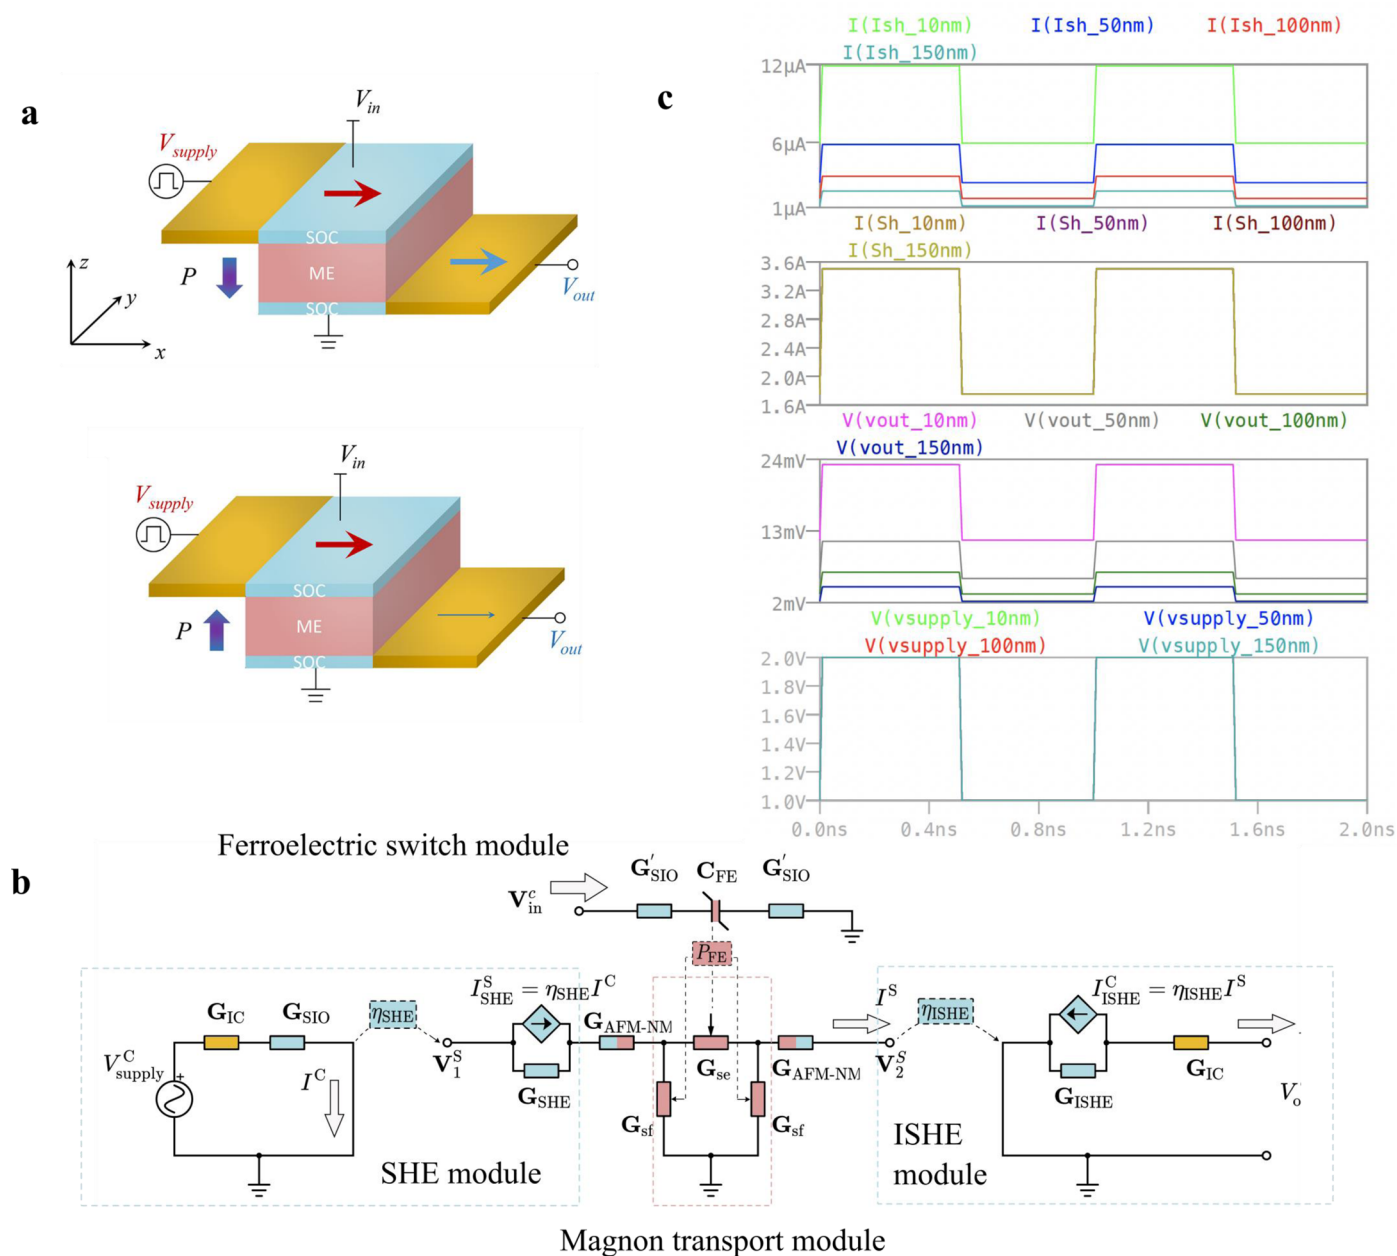 a
V_in
V_supply
SOC
ME
SOC
P
V_out
z
y
x
V_in
V_supply
SOC
ME
SOC
P
V_out
c
I(Ish_10nm) I(Ish_50nm) I(Ish_100nm)
I(Ish_150nm)
12µA
6µA
1µA
I(Sh_10nm) I(Sh_50nm) I(Sh_100nm)
I(Sh_150nm)
3.6A
3.2A
2.8A
2.4A
2.0A
1.6A
V(vout_10nm) V(vout_50nm) V(vout_100nm)
V(vout_150nm)
24mV
13mV
2mV
V(vsupply_10nm) V(vsupply_50nm)
V(vsupply_100nm) V(vsupply_150nm)
2.0V
1.8V
1.6V
1.4V
1.2V
1.0V
0.0ns 0.4ns 0.8ns 1.2ns 1.6ns 2.0ns
Ferroelectric switch module
b
V_in^c
G'_SIO C_FE G'_SIO
P_FE
V_supply^C
+
G_IC G_SIO
I^C
η_SHE
V_1^S
I_SHE^S = η_SHE I^C
G_SHE
G_AFM-NM
G_se
G_AFM-NM
G_sf
G_sf
I^S
V_2^S
η_ISHE
I_ISHE^C = η_ISHE I^S
G_ISHE
G_IC
V_o
SHE module
ISHE
module
Magnon transport module